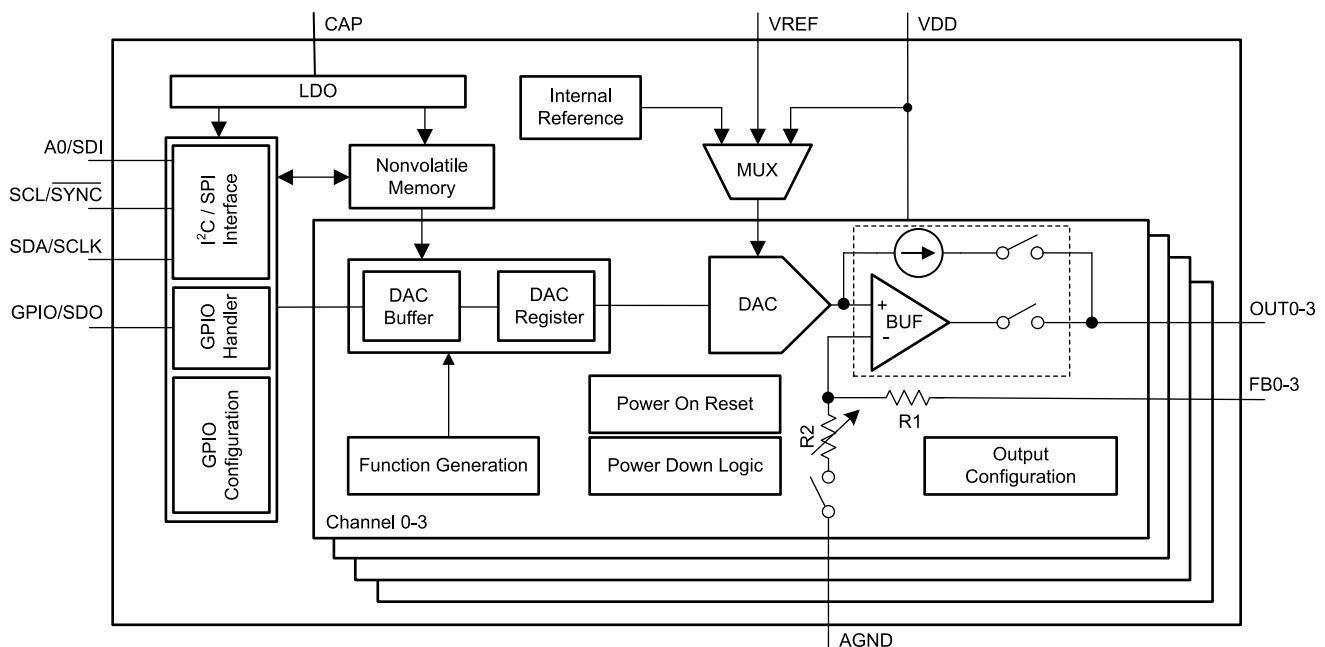 CAP
VREF
VDD
LDO
Internal
Reference
A0/SDI
SCL/SYNC
SDA/SCLK
GPIO/SDO
I²C / SPI
Interface
GPIO
Handler
GPIO
Configuration
Nonvolatile
Memory
MUX
DAC
Buffer
DAC
Register
DAC
+
BUF
-
OUT0-3
FB0-3
R1
R2
Power On Reset
Function Generation
Power Down Logic
Output
Configuration
Channel 0-3
AGND